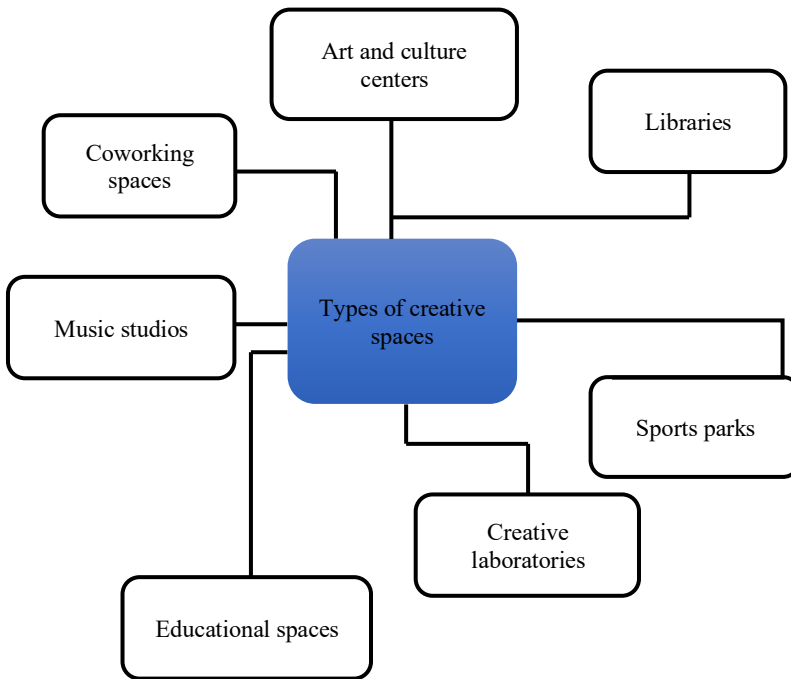 Art and culture
centers
Libraries
Coworking
spaces
Types of creative
spaces
Music studios
Sports parks
Creative
laboratories
Educational spaces